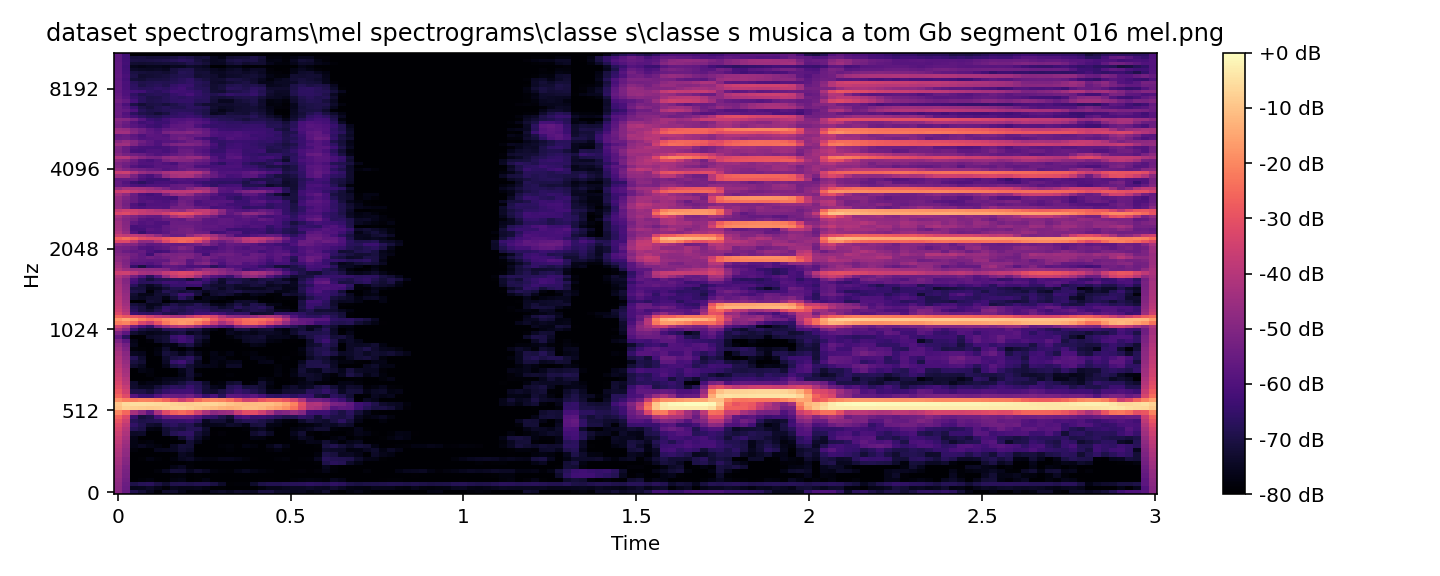 dataset spectrograms\mel spectrograms\classe s\classe s musica a tom Gb segment 016 mel.png
+0 dB
-10 dB
-20 dB
-30 dB
-40 dB
-50 dB
-60 dB
-70 dB
-80 dB
8192
4096
2048
1024
512
0
Hz
0
0.5
1
1.5
2
2.5
3
Time